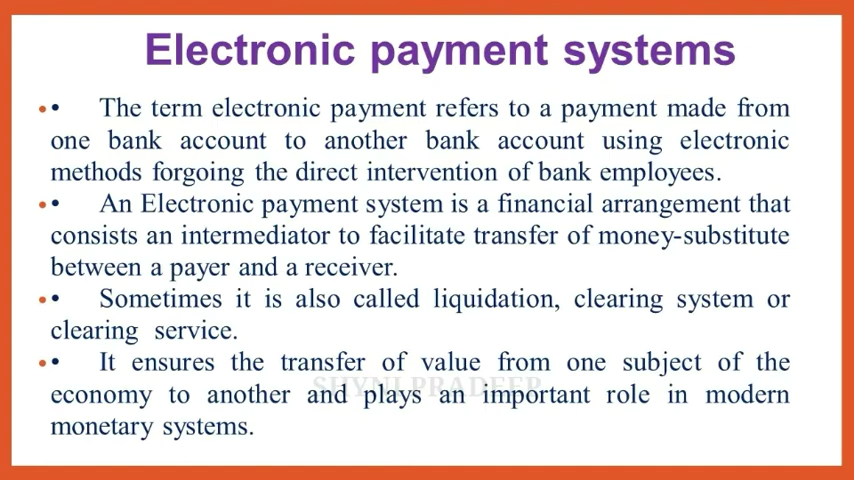 Electronic payment systems
• • The term electronic payment refers to a payment made from
one bank account to another bank account using electronic
methods forgoing the direct intervention of bank employees.
• • An Electronic payment system is a financial arrangement that
consists an intermediator to facilitate transfer of money-substitute
between a payer and a receiver.
• • Sometimes it is also called liquidation, clearing system or
clearing service.
• • It ensures the transfer of value from one subject of the
SHYNI PRADEEP
economy to another and plays an important role in modern
monetary systems.